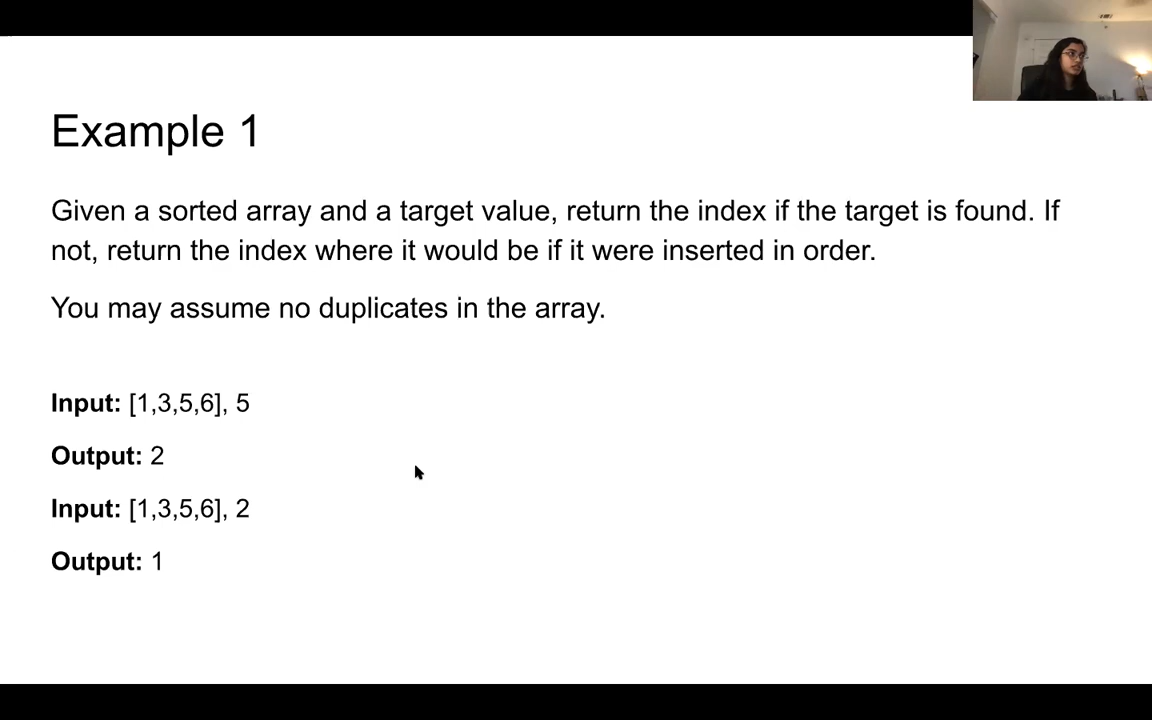 Example 1
Given a sorted array and a target value, return the index if the target is found. If
not, return the index where it would be if it were inserted in order.
You may assume no duplicates in the array.
Input: [1,3,5,6], 5
Output: 2
Input: [1,3,5,6], 2
Output: 1